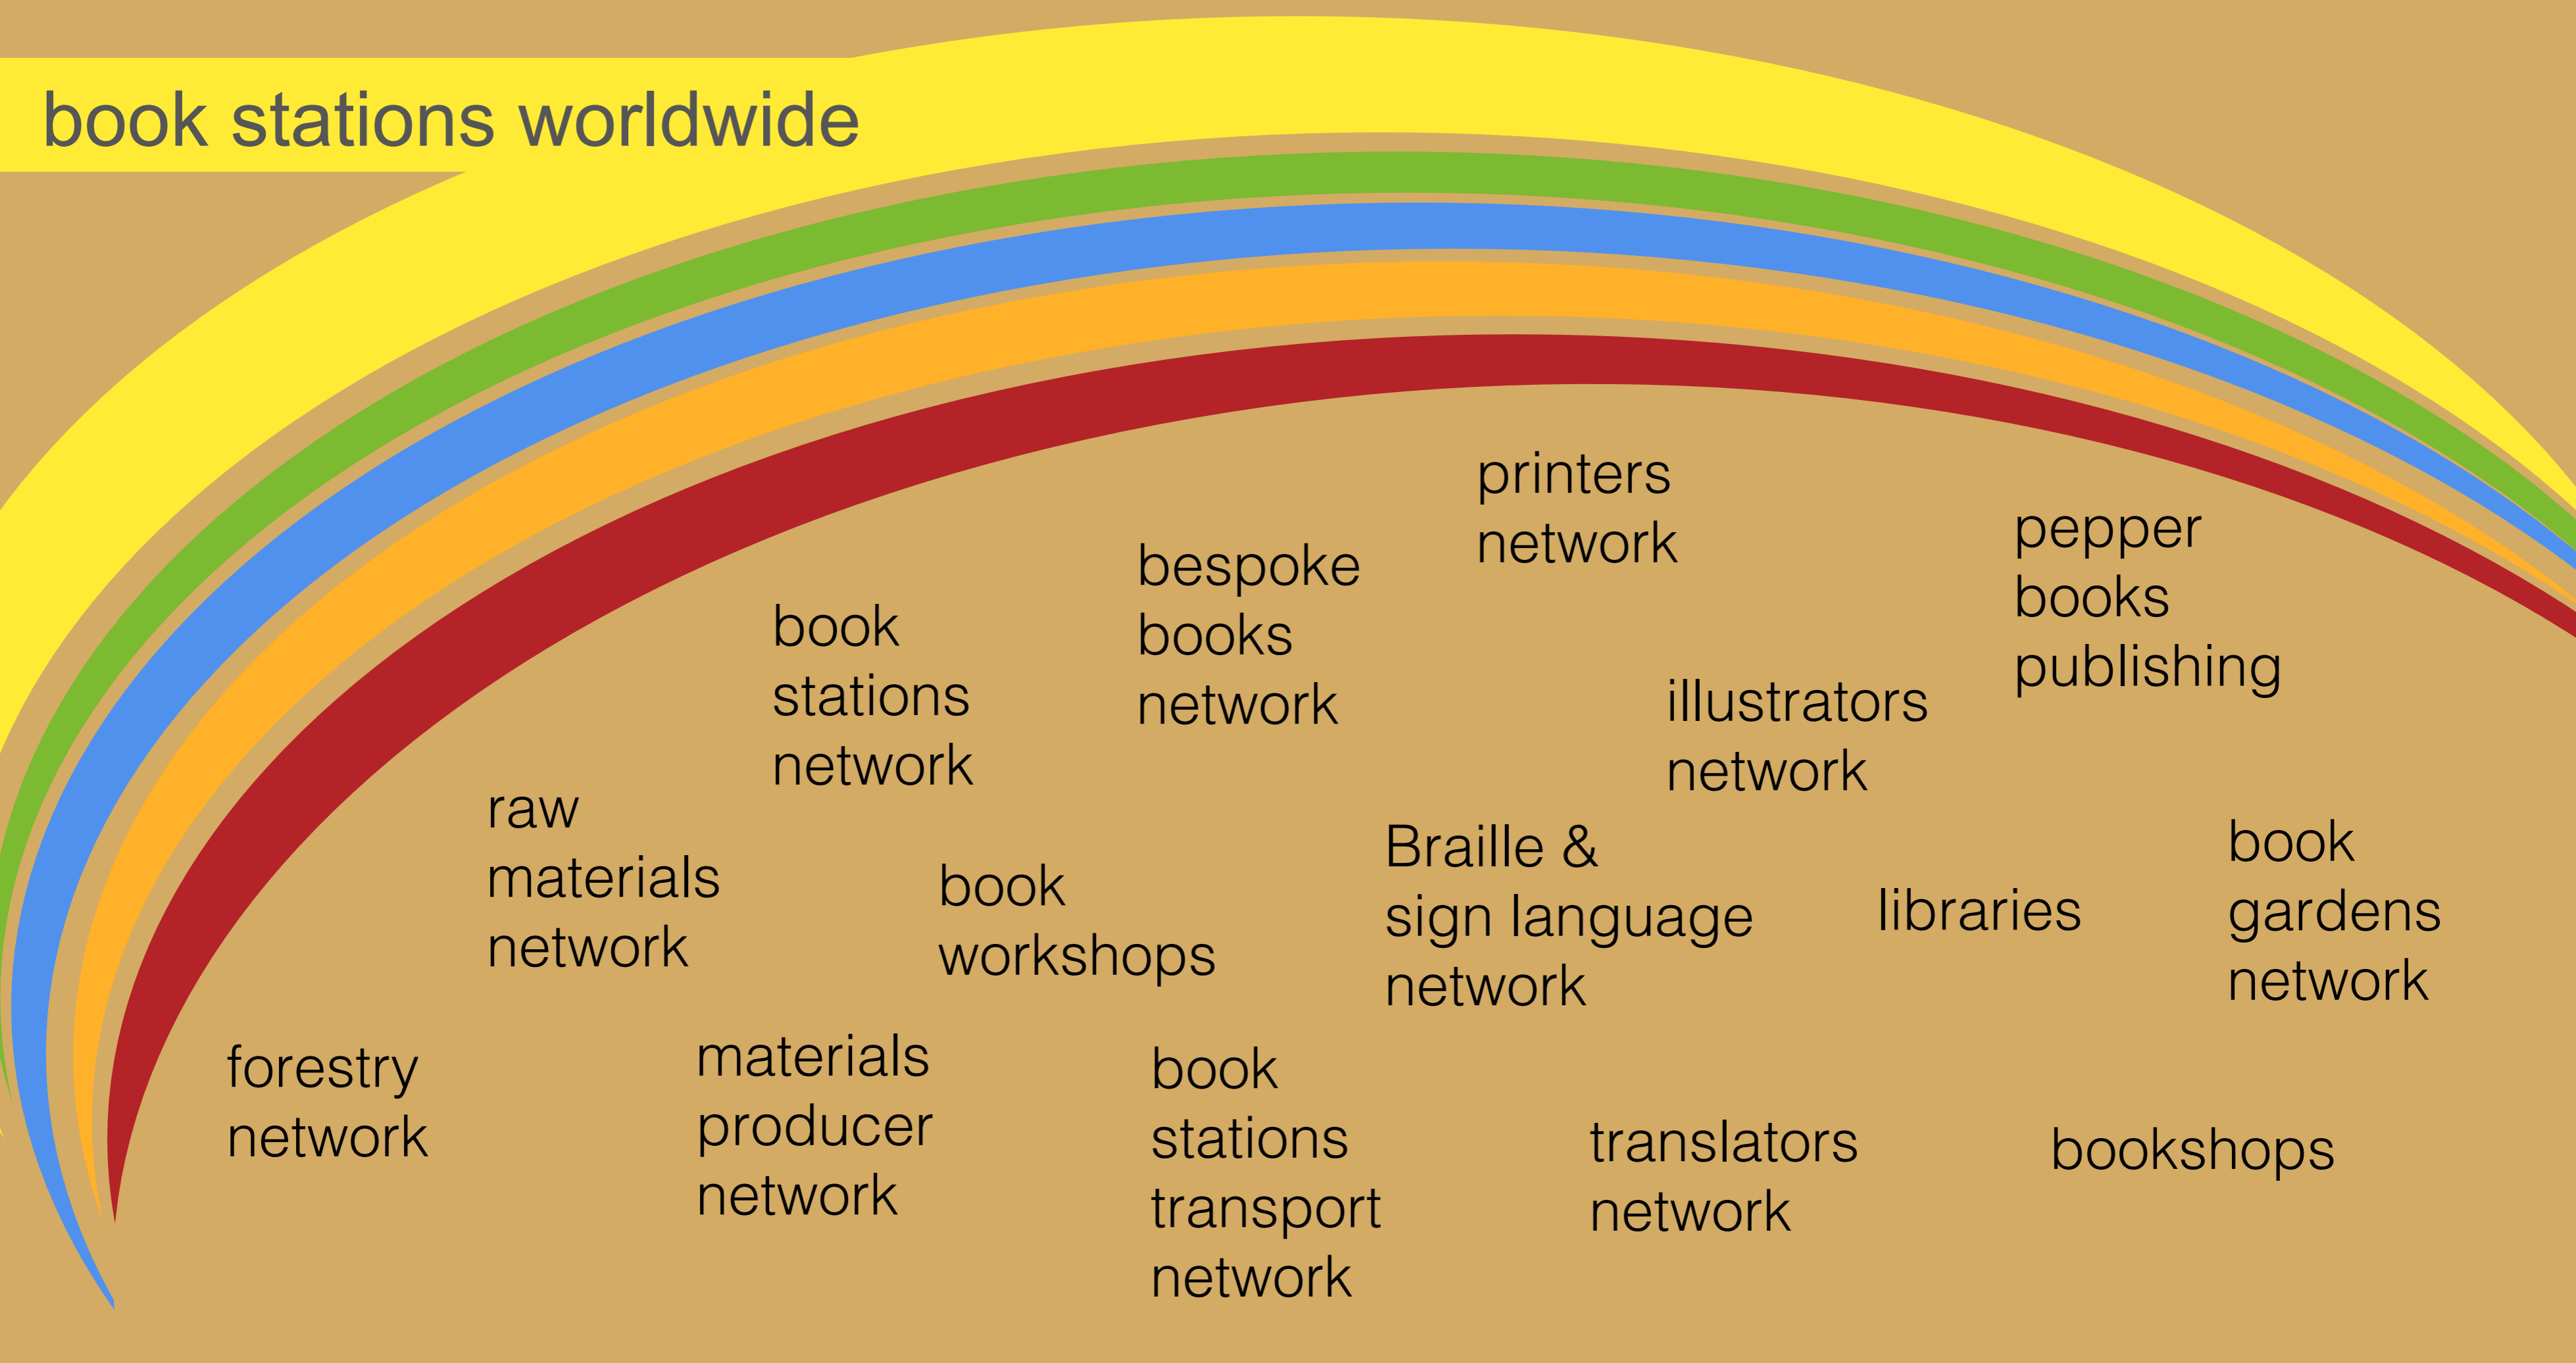 book stations worldwide
printers
network
pepper
books
publishing
bespoke
books
network
book
stations
network
illustrators
network
raw
materials
network
Braille &
sign language
network
book
gardens
network
book
workshops
libraries
forestry
network
materials
producer
network
book
stations
transport
network
translators
network
bookshops